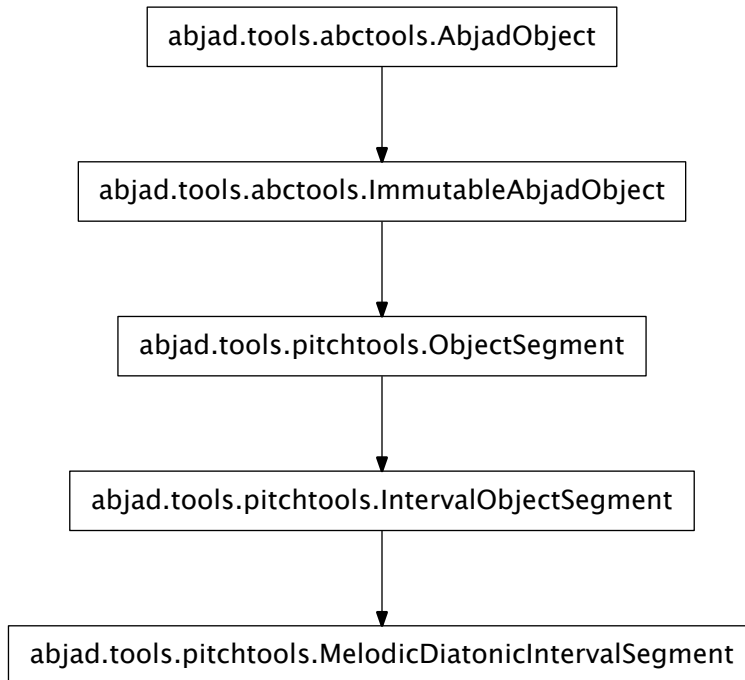 abjad.tools.abctools.AbjadObject
abjad.tools.abctools.ImmutableAbjadObject
abjad.tools.pitchtools.ObjectSegment
abjad.tools.pitchtools.IntervalObjectSegment
abjad.tools.pitchtools.MelodicDiatonicIntervalSegment